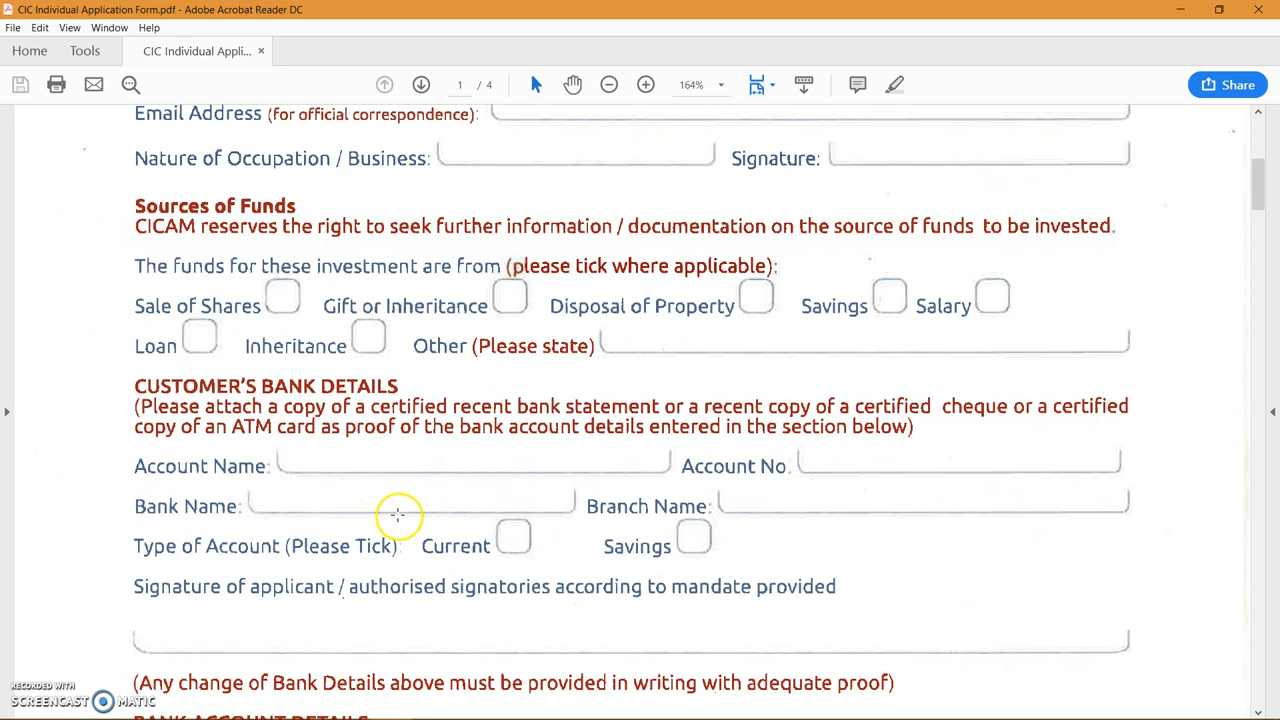 CIC Individual Application Form.pdf - Adobe Acrobat Reader DC
File Edit View Window Help
Home Tools CIC Individual Appli... ×
1 / 4 164% Share
Email Address (for official correspondence):
Nature of Occupation / Business: Signature:
Sources of Funds
CICAM reserves the right to seek further information / documentation on the source of funds to be invested.
The funds for these investment are from (please tick where applicable):
Sale of Shares Gift or Inheritance Disposal of Property Savings Salary
Loan Inheritance Other (Please state)
CUSTOMER'S BANK DETAILS
(Please attach a copy of a certified recent bank statement or a recent copy of a certified cheque or a certified
copy of an ATM card as proof of the bank account details entered in the section below)
Account Name: Account No:
Bank Name: Branch Name:
Type of Account (Please Tick): Current Savings
Signature of applicant / authorised signatories according to mandate provided
(Any change of Bank Details above must be provided in writing with adequate proof)
RECORDED WITH
SCREENCAST MATIC
BANK ACCOUNT DETAILS